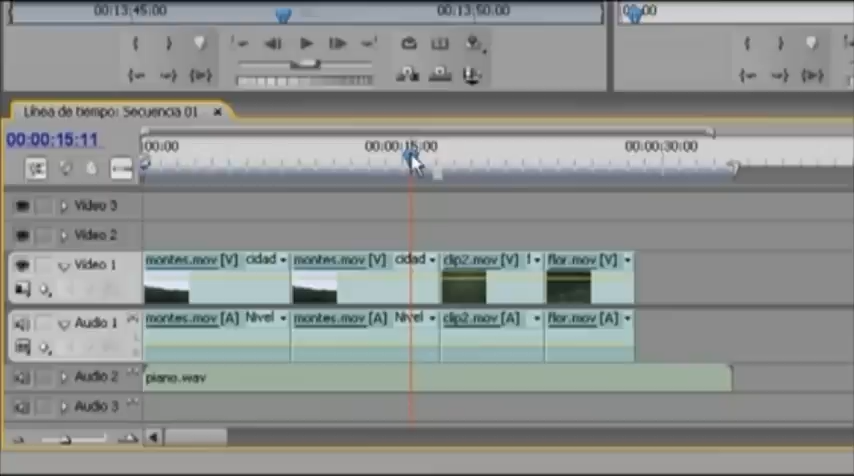 00:13:45:00 00:13:50:00 00:00
Línea de tiempo: Secuencia 01 ×
00:00:15:11 00:00 00:00:15:00 00:00:30:00
Vídeo 3
Vídeo 2
Vídeo 1 montes.mov [V] cidad montes.mov [V] cidad clip2.mov [V] flor.mov [V]
Audio 1 montes.mov [A] Nivel montes.mov [A] Nivel clip2.mov [A] flor.mov [A]
Audio 2 piano.wav
Audio 3